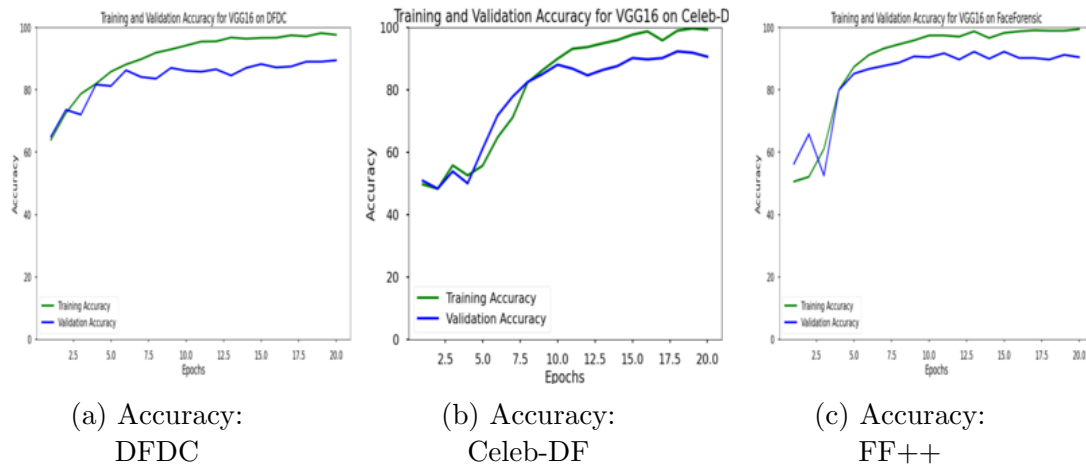 Training and Validation Accuracy for VGG16 on DFDC
100
80
60
40
20
0
Accuracy
Training Accuracy
Validation Accuracy
2.5 5.0 7.5 10.0 12.5 15.0 17.5 20.0
Epochs
(a) Accuracy:
DFDC
Training and Validation Accuracy for VGG16 on Celeb-D
100
80
60
40
20
0
Accuracy
Training Accuracy
Validation Accuracy
2.5 5.0 7.5 10.0 12.5 15.0 17.5 20.0
Epochs
(b) Accuracy:
Celeb-DF
Training and Validation Accuracy for VGG16 on FaceForensic
100
80
60
40
20
0
Accuracy
Training Accuracy
Validation Accuracy
2.5 5.0 7.5 10.0 12.5 15.0 17.5 20.0
Epochs
(c) Accuracy:
FF++